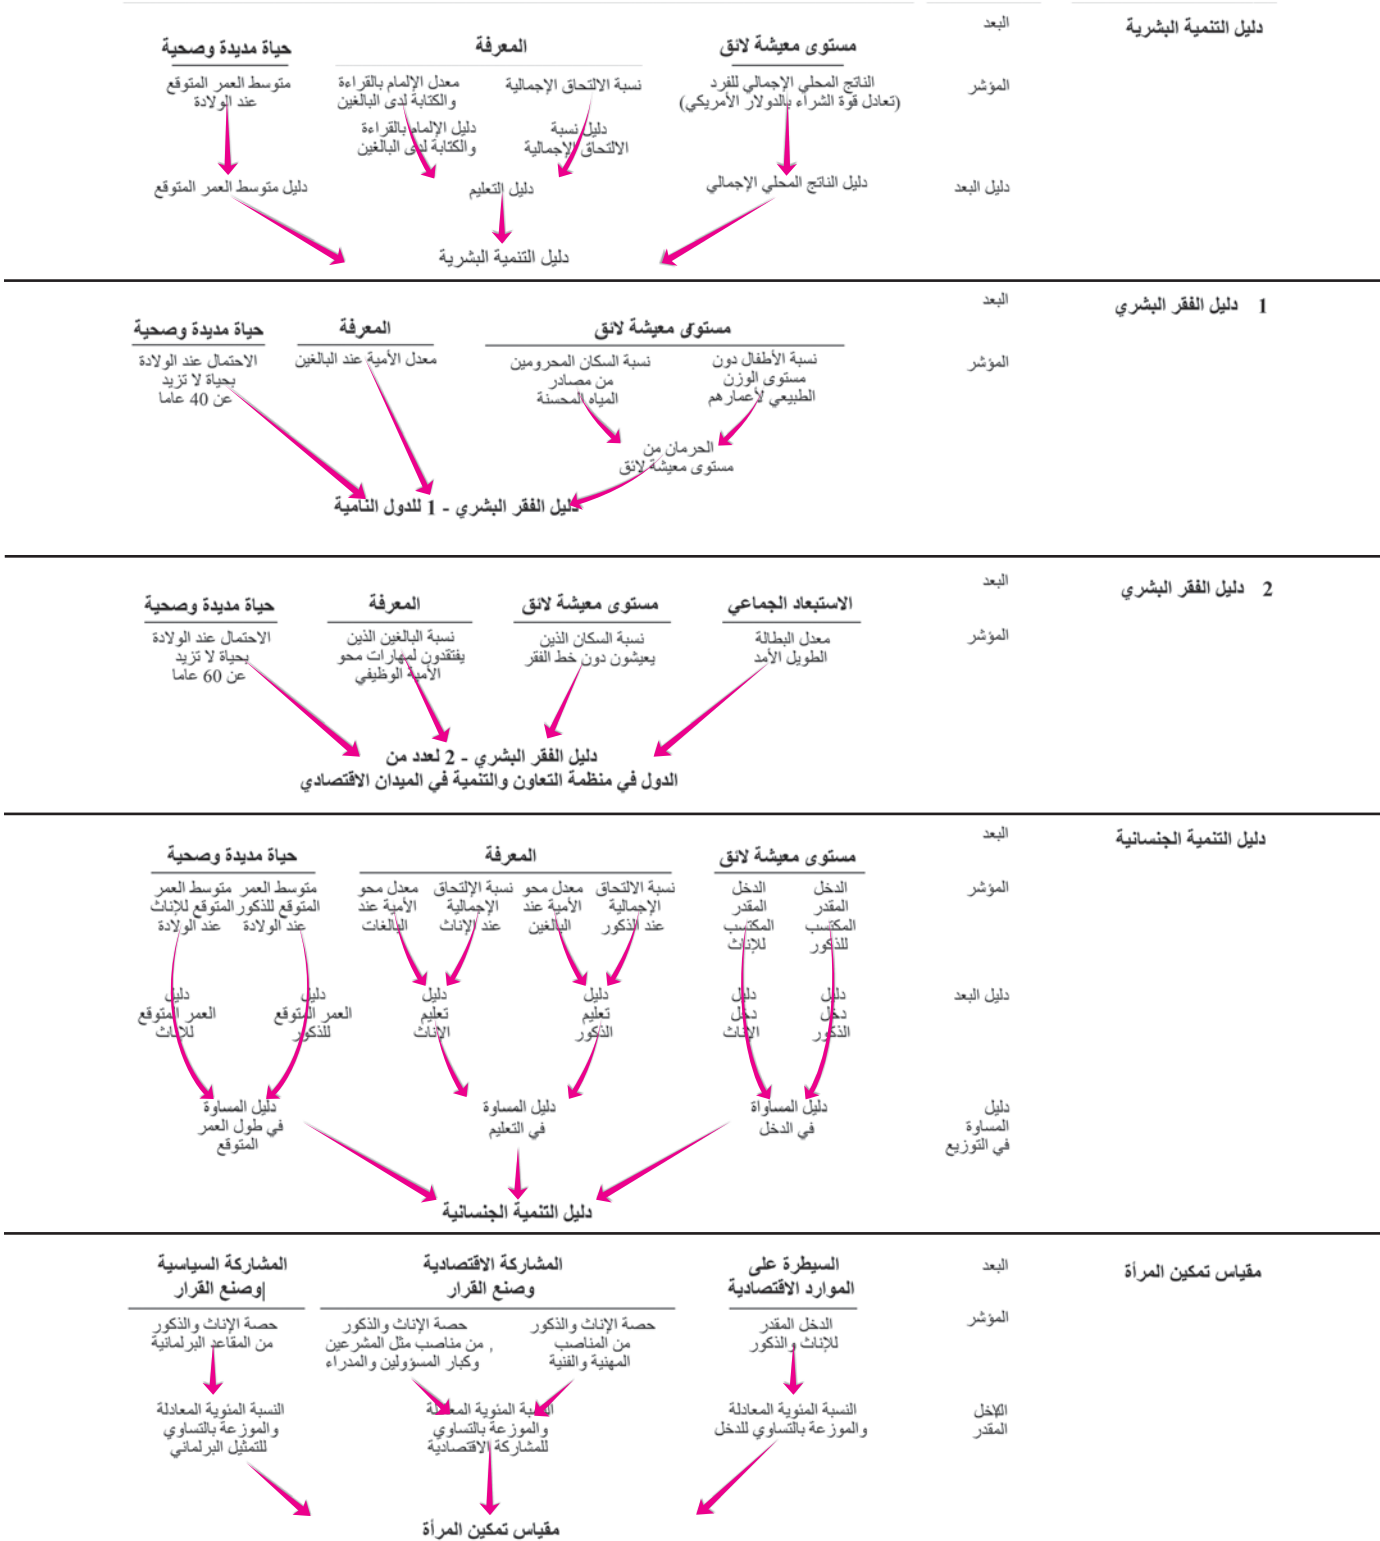 دليل التنمية البشرية
البعد
مستوى معيشة لائق
المعرفة
حياة مديدة وصحية
المؤشر
الناتج المحلي الإجمالي للفرد
(تعادل قوة الشراء بالدولار الأمريكي)
نسبة الالتحاق الإجمالية
معدل الإلمام بالقراءة
والكتابة لدى البالغين
متوسط العمر المتوقع
عند الولادة
دليل نسبة
الالتحاق الإجمالية
دليل الإلمام بالقراءة
والكتابة لدى البالغين
دليل البعد
دليل الناتج المحلي الإجمالي
دليل التعليم
دليل متوسط العمر المتوقع
دليل التنمية البشرية
1 دليل الفقر البشري
البعد
مستوى معيشة لائق
المعرفة
حياة مديدة وصحية
المؤشر
نسبة الأطفال دون
مستوى الوزن
الطبيعي لأعمارهم
نسبة السكان المحرومين
من مصادر
المياه المحسنة
معدل الأمية عند البالغين
الاحتمال عند الولادة
بحياة لا تزيد
عن 40 عاما
الحرمان من
مستوى معيشة لائق
دليل الفقر البشري - 1 للدول النامية
2 دليل الفقر البشري
البعد
الاستبعاد الجماعي
مستوى معيشة لائق
المعرفة
حياة مديدة وصحية
المؤشر
معدل البطالة
الطويل الأمد
نسبة السكان الذين
يعيشون دون خط الفقر
نسبة البالغين الذين
يفتقدون لمهارات محو
الأمية الوظيفي
الاحتمال عند الولادة
بحياة لا تزيد
عن 60 عاما
دليل الفقر البشري - 2 لعدد من
الدول في منظمة التعاون والتنمية في الميدان الاقتصادي
دليل التنمية الجنسانية
البعد
مستوى معيشة لائق
المعرفة
حياة مديدة وصحية
المؤشر
الدخل
المقدر
المكتسب
للذكور
الدخل
المقدر
المكتسب
للإناث
نسبة الالتحاق
الإجمالية
عند الذكور
معدل محو
الأمية عند
البالغين
نسبة الإلتحاق
الإجمالية
عند الإناث
معدل محو
الأمية عند
البالغات
متوسط العمر
المتوقع للذكور
عند الولادة
متوسط العمر
المتوقع للإناث
عند الولادة
دليل البعد
دليل
دخل
الذكور
دليل
دخل
الإناث
دليل
تعليم
الذكور
دليل
تعليم
الإناث
دليل
العمر المتوقع
للذكور
دليل
العمر المتوقع
للاناث
دليل
المساوة
في التوزيع
دليل المساواة
في الدخل
دليل المساوة
في التعليم
دليل المساوة
في طول العمر
المتوقع
دليل التنمية الجنسانية
مقياس تمكين المرأة
البعد
السيطرة على
الموارد الاقتصادية
المشاركة الاقتصادية
وصنع القرار
المشاركة السياسية
وصنع القرار
المؤشر
الدخل المقدر
للإناث والذكور
حصة الإناث والذكور
من المناصب
المهنية والفنية
حصة الإناث والذكور
من مناصب مثل المشرعين ,
وكبار المسؤولين والمدراء
حصة الإناث والذكور
من المقاعد البرلمانية
المقدر
النسبة المئوية المعادلة
والموزعة بالتساوي للدخل
النسبة المئوية المعادلة
والموزعة بالتساوي
للمشاركة الاقتصادية
النسبة المئوية المعادلة
والموزعة بالتساوي
للتمثيل البرلماني
مقياس تمكين المرأة